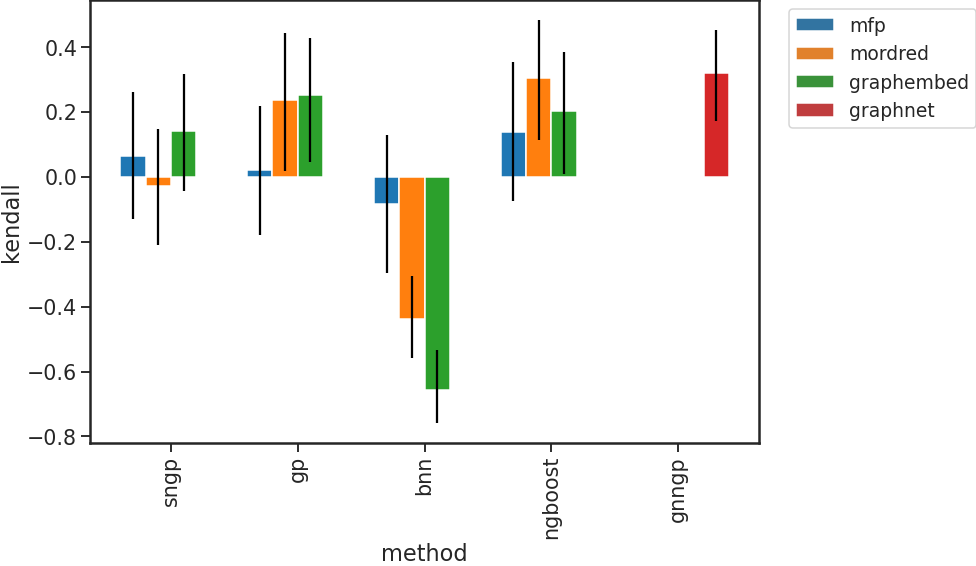 mfp
mordred
graphembed
graphnet
0.4
0.2
0.0
−0.2
−0.4
−0.6
−0.8
kendall
sngp
gp
bnn
ngboost
gnngp
method